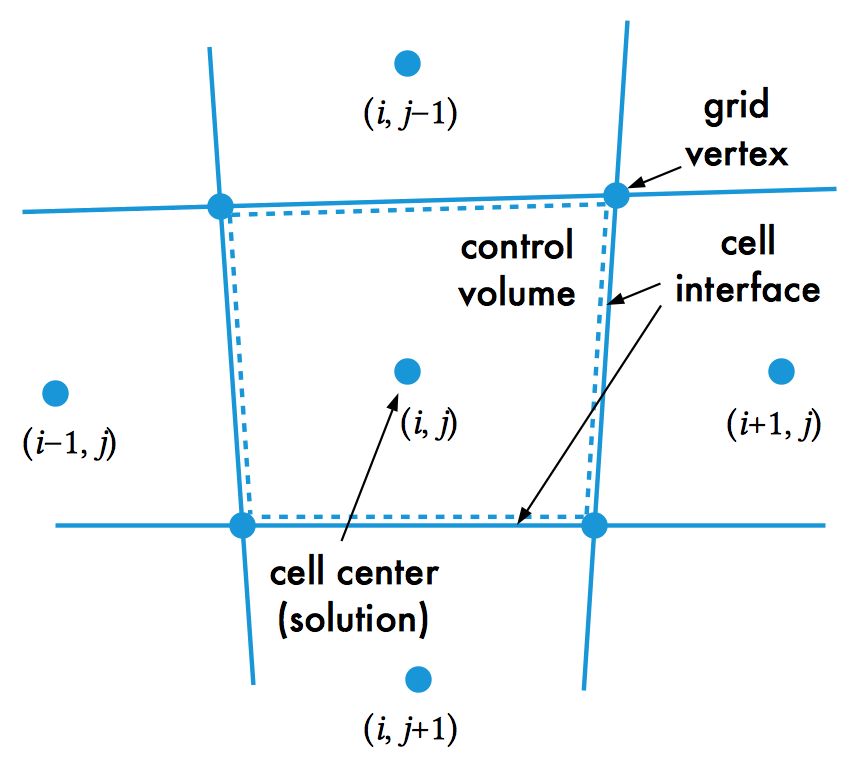 (i, j−1)
grid
vertex
control
volume
cell
interface
(i, j)
(i−1, j)
(i+1, j)
cell center
(solution)
(i, j+1)